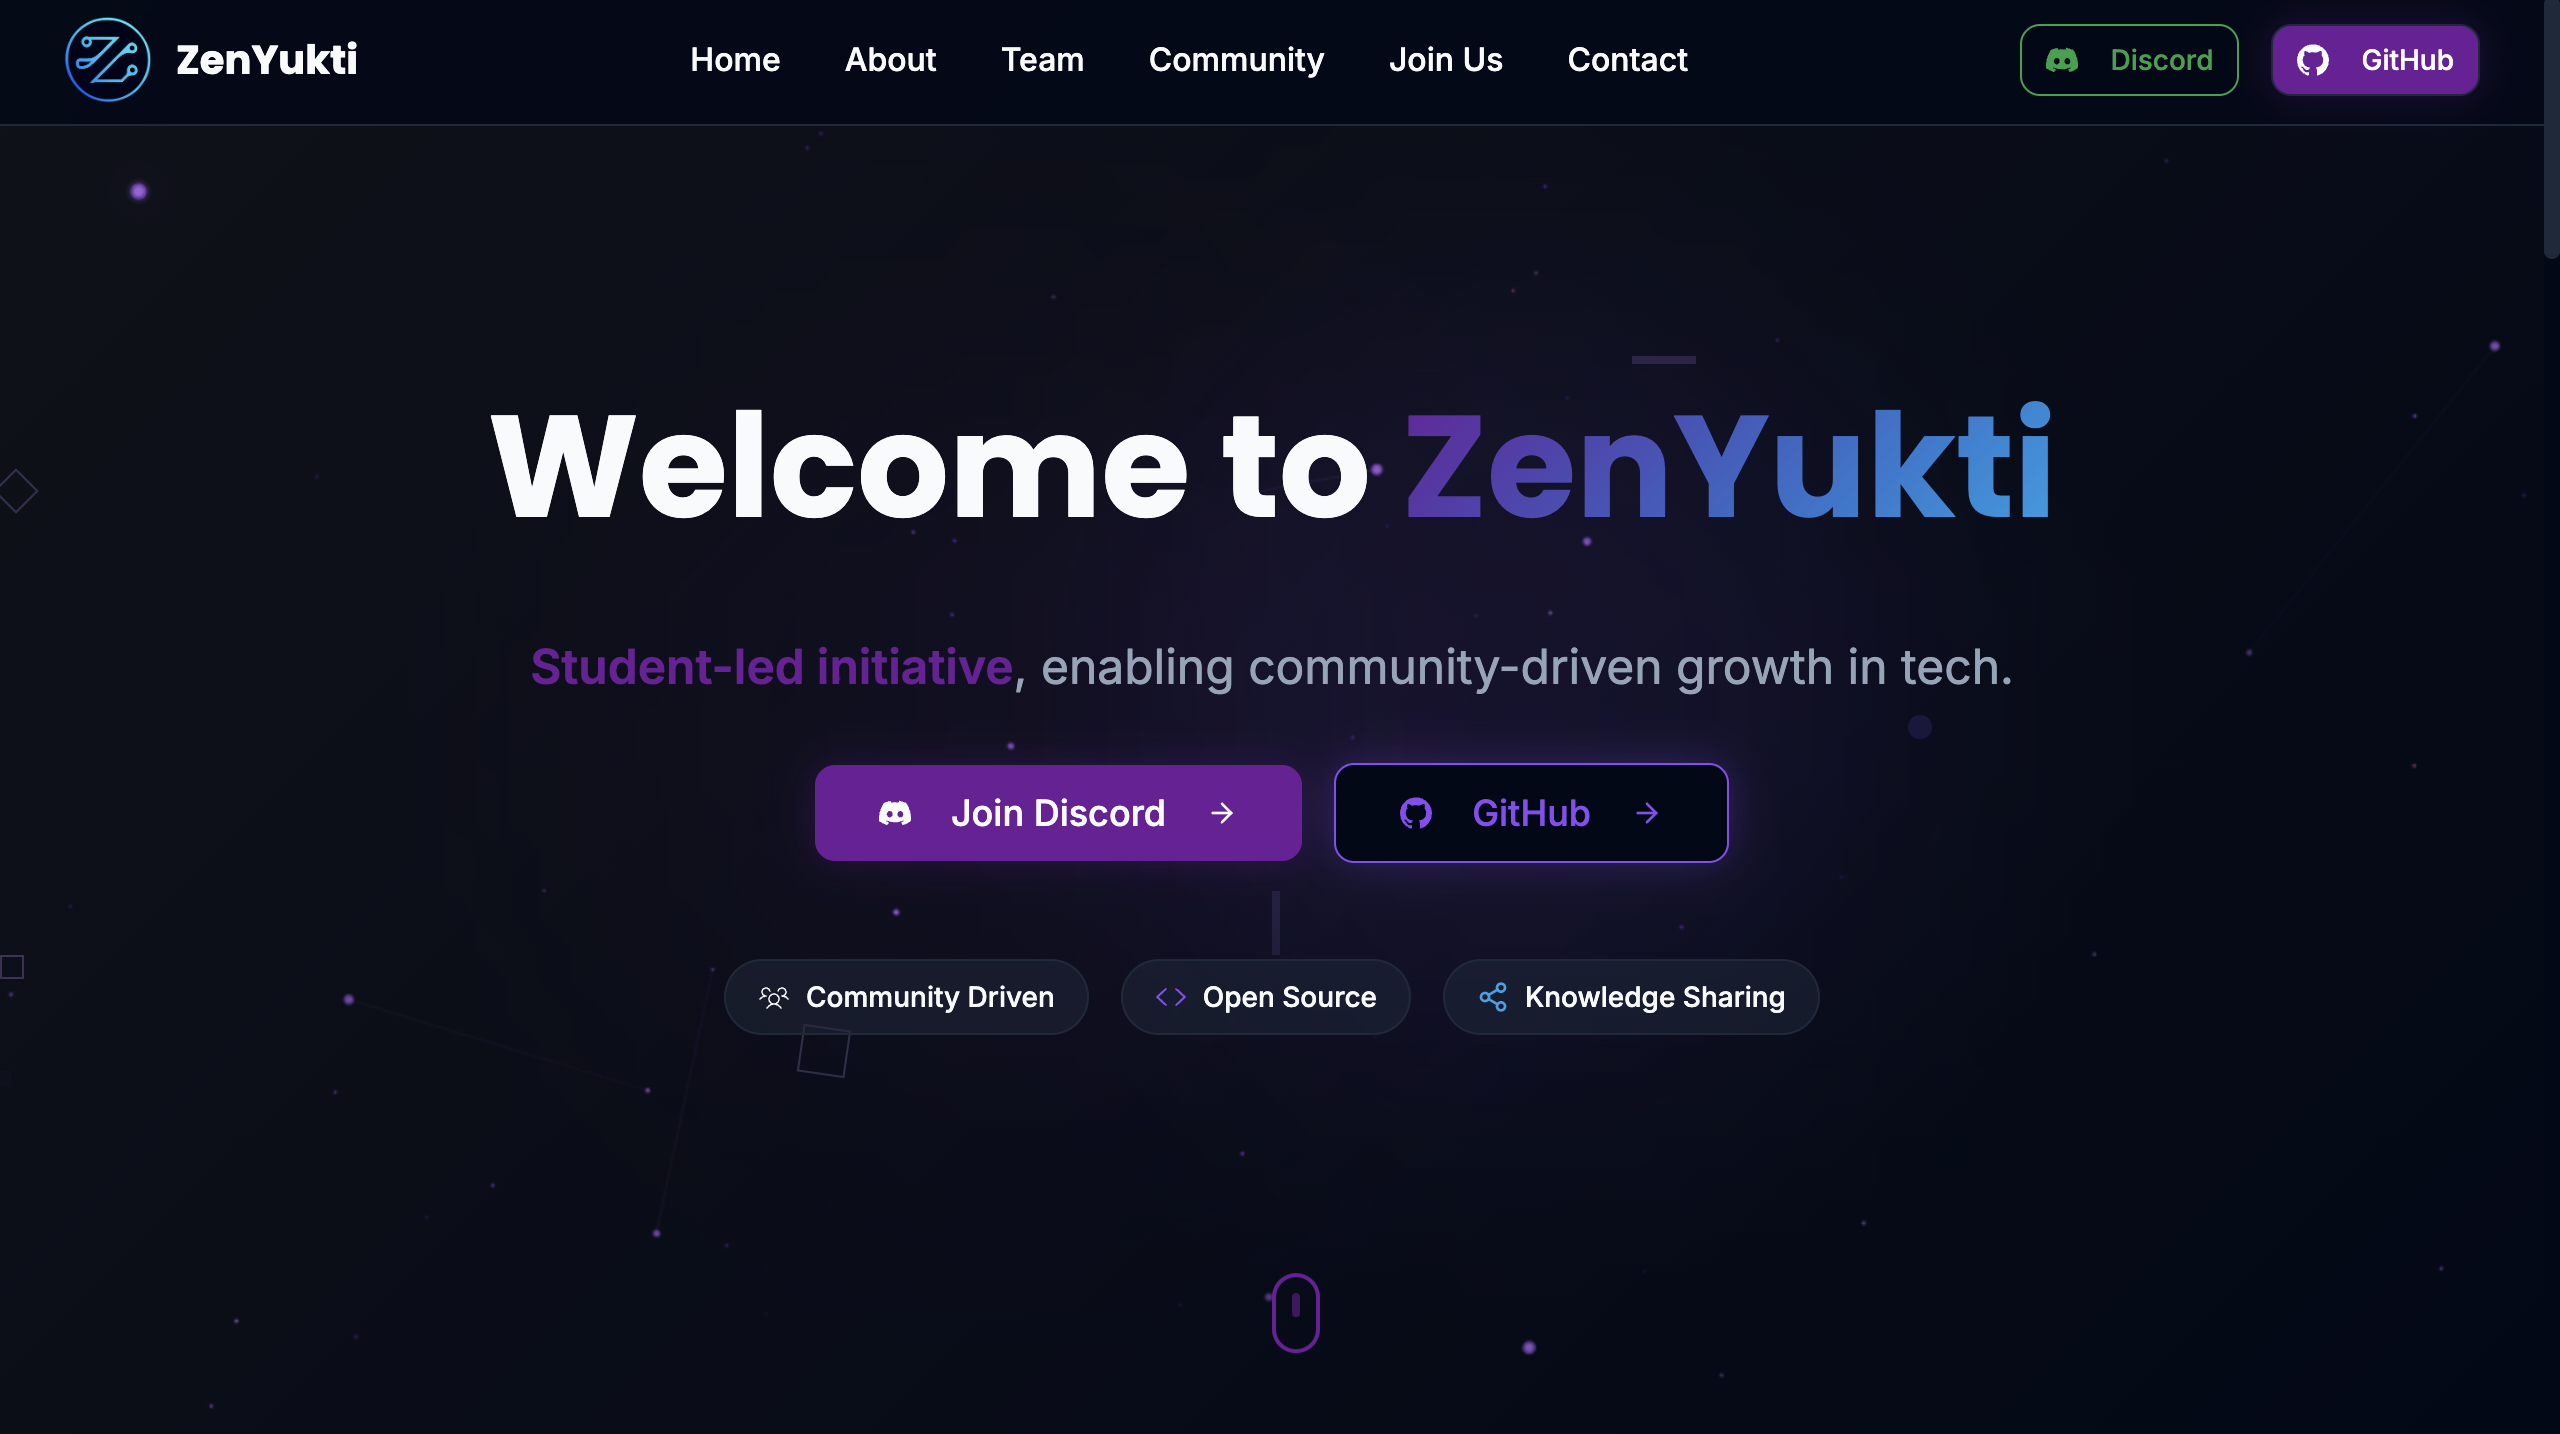 ZenYukti
Home About Team Community Join Us Contact
Discord GitHub
Welcome to ZenYukti
Student-led initiative, enabling community-driven growth in tech.
Join Discord → GitHub →
Community Driven Open Source Knowledge Sharing